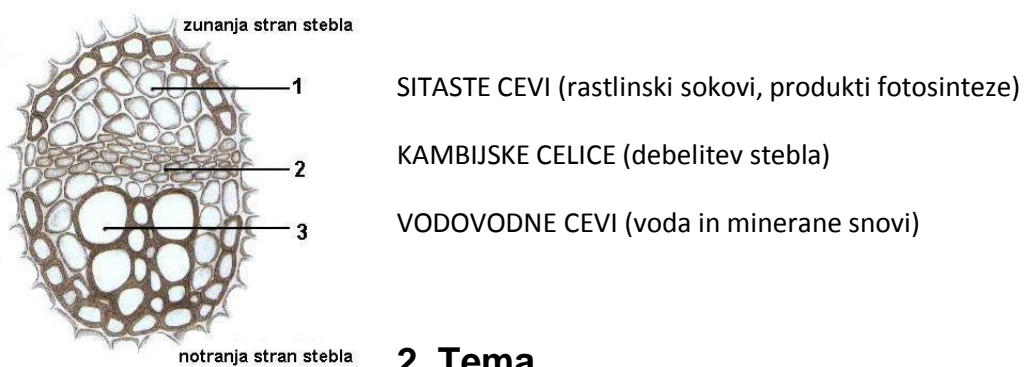 zunanja stran stebla
1 SITASTE CEVI (rastlinski sokovi, produkti fotosinteze)
2 KAMBIJSKE CELICE (debelitev stebla)
3 VODOVODNE CEVI (voda in minerane snovi)
notranja stran stebla
2. Tema